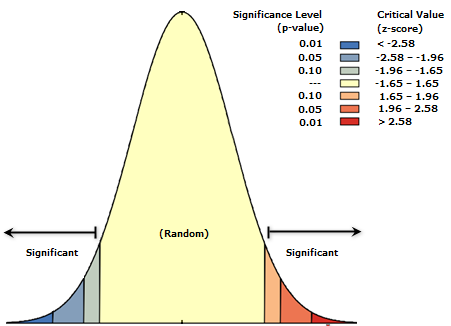 Significance Level Critical Value
(p-value) (z-score)
0.01 < -2.58
0.05 -2.58 – -1.96
0.10 -1.96 – -1.65
--- -1.65 – 1.65
0.10 1.65 – 1.96
0.05 1.96 – 2.58
0.01 > 2.58
Significant (Random) Significant